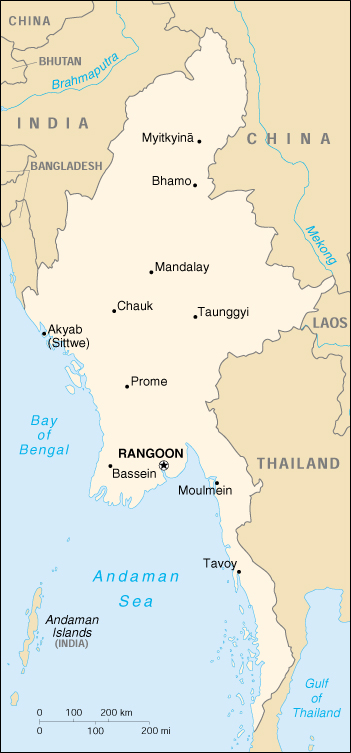 CHINA
BHUTAN
Brahmaputra
INDIA
CHINA
Myitkyinā
BANGLADESH
Bhamo
Mekong
Mandalay
Chauk
Taunggyi
LAOS
Akyab
(Sittwe)
Prome
Bay
of
Bengal
RANGOON
THAILAND
Bassein
Moulmein
Tavoy
Andaman
Sea
Andaman
Islands
(INDIA)
Gulf
of
Thailand
0 100 200 km
0 100 200 mi